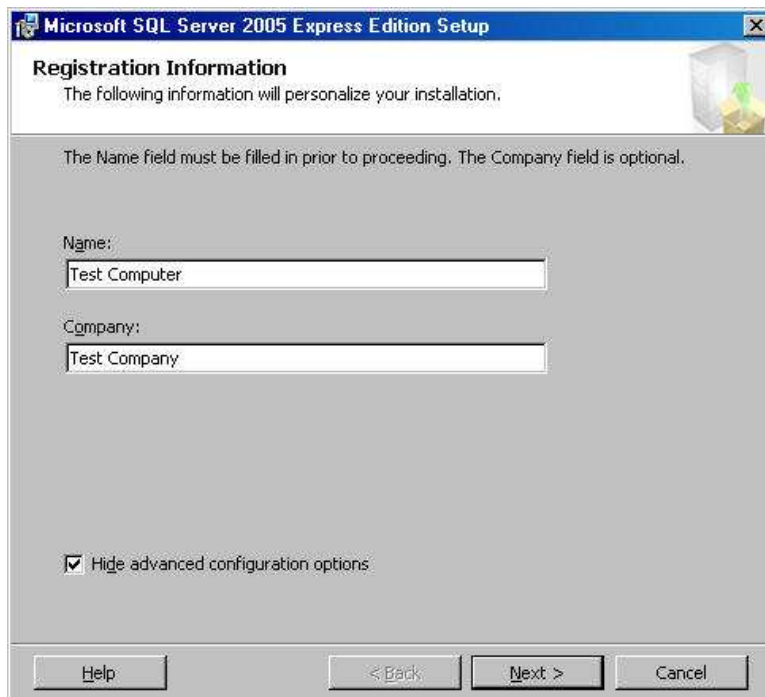 Microsoft SQL Server 2005 Express Edition Setup
Registration Information
The following information will personalize your installation.
The Name field must be filled in prior to proceeding. The Company field is optional.
Name:
Test Computer
Company:
Test Company
Hide advanced configuration options
Help
< Back
Next >
Cancel